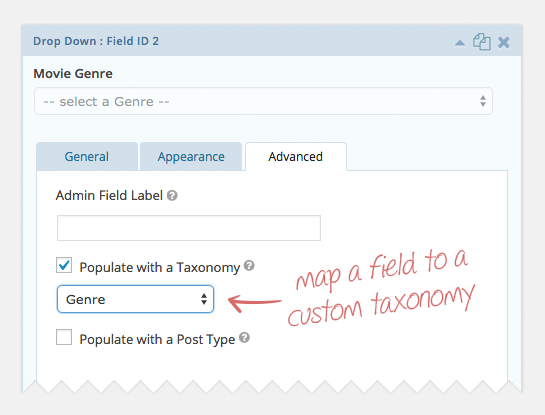 Drop Down : Field ID 2
Movie Genre
-- select a Genre --
General Appearance Advanced
Admin Field Label ?
Populate with a Taxonomy ?
Genre
map a field to a
custom taxonomy
Populate with a Post Type ?